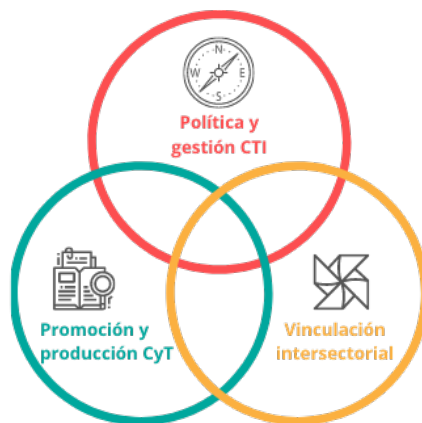 N
W E
S
Política y
gestión CTI
Promoción y
producción CyT
Vinculación
intersectorial